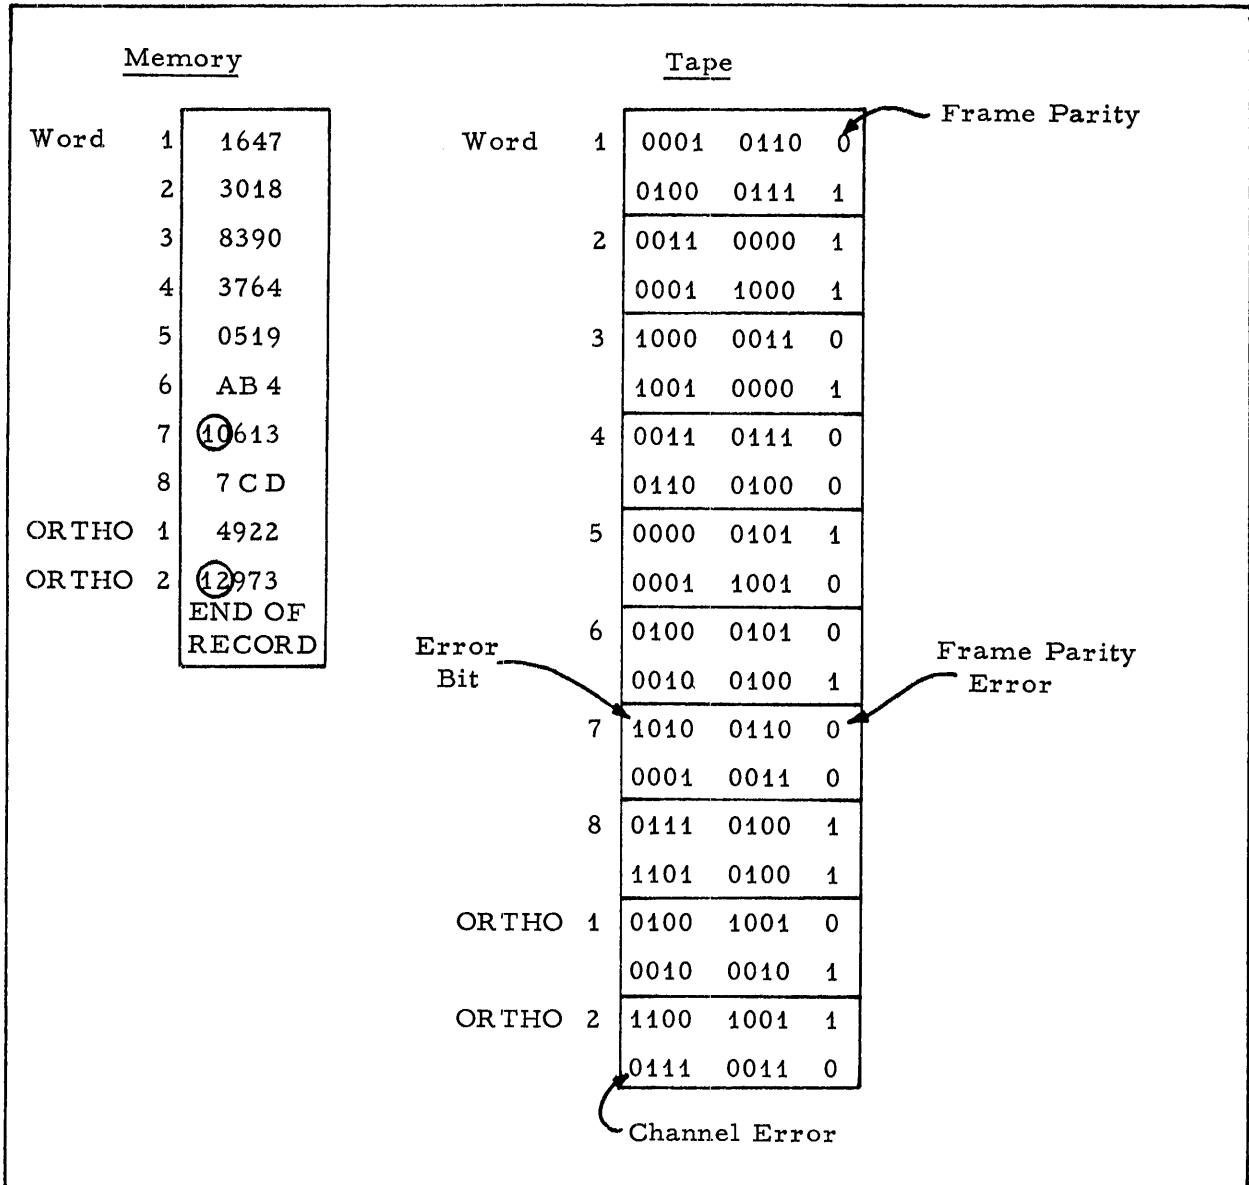 Memory
Word 1 1647
2 3018
3 8390
4 3764
5 0519
6 AB 4
7 10613
8 7 C D
ORTHO 1 4922
ORTHO 2 12973
END OF
RECORD
Tape
Frame Parity
Word 1 0001 0110 0
0100 0111 1
2 0011 0000 1
0001 1000 1
3 1000 0011 0
1001 0000 1
4 0011 0111 0
0110 0100 0
5 0000 0101 1
0001 1001 0
6 0100 0101 0
0010 0100 1
Error
Bit
Frame Parity
Error
7 1010 0110 0
0001 0011 0
8 0111 0100 1
1101 0100 1
ORTHO 1 0100 1001 0
0010 0010 1
ORTHO 2 1100 1001 1
0111 0011 0
Channel Error